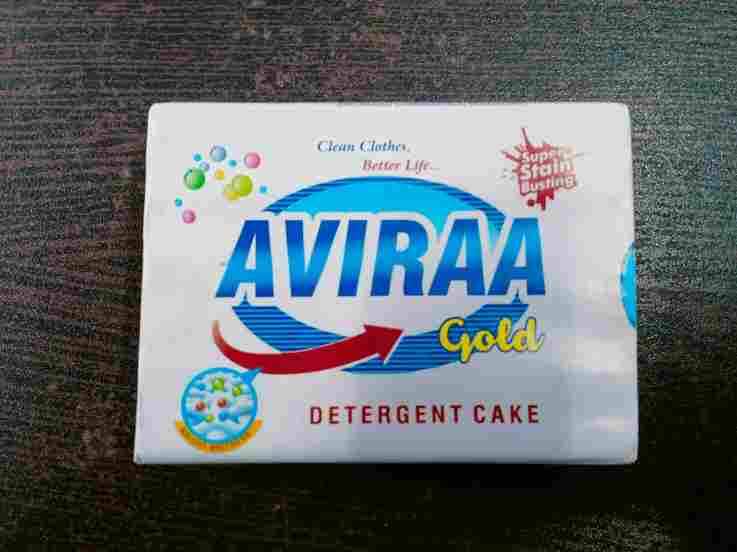 Clean Clothes,
Better Life...
Super
Stain
Busting
AVIRAA
Gold
DETERGENT CAKE